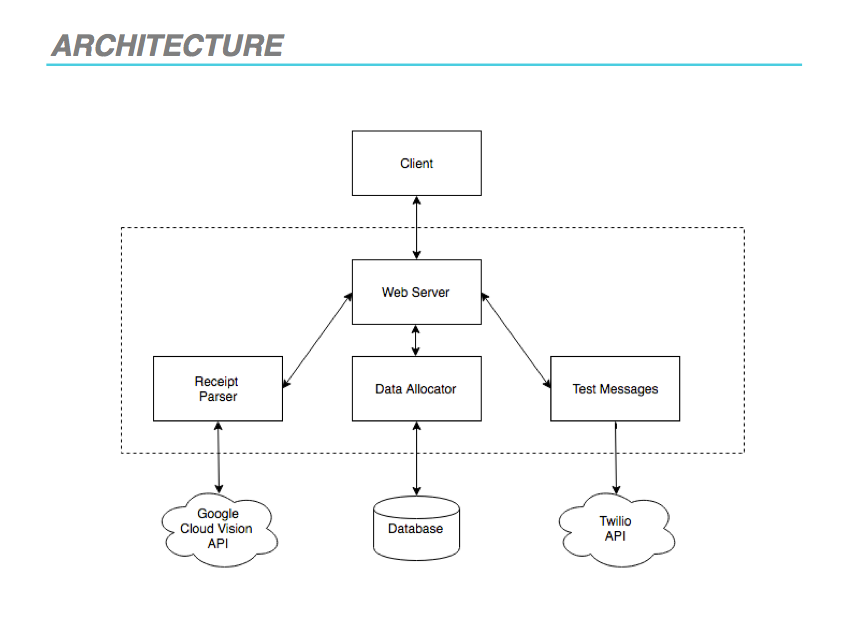 ARCHITECTURE
Client
Web Server
Receipt
Parser
Data Allocator
Test Messages
Google
Cloud Vision
API
Database
Twilio
API